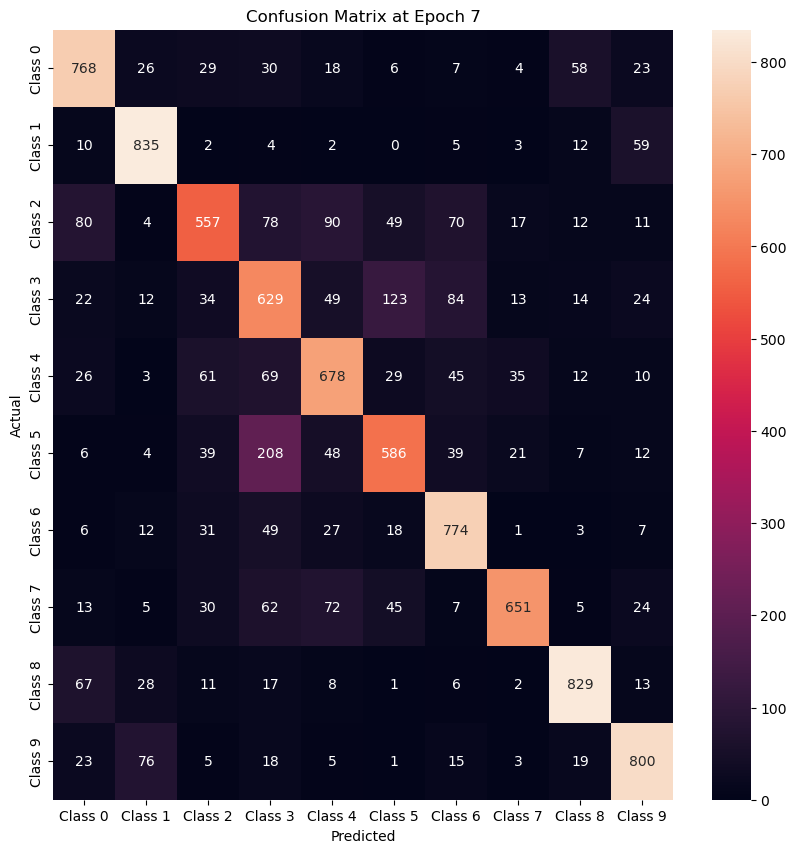 Confusion Matrix at Epoch 7
Class 0 768 26 29 30 18 6 7 4 58 23
Class 1 10 835 2 4 2 0 5 3 12 59
Class 2 80 4 557 78 90 49 70 17 12 11
Class 3 22 12 34 629 49 123 84 13 14 24
Class 4 26 3 61 69 678 29 45 35 12 10
Class 5 6 4 39 208 48 586 39 21 7 12
Class 6 6 12 31 49 27 18 774 1 3 7
Class 7 13 5 30 62 72 45 7 651 5 24
Class 8 67 28 11 17 8 1 6 2 829 13
Class 9 23 76 5 18 5 1 15 3 19 800
Class 0 Class 1 Class 2 Class 3 Class 4 Class 5 Class 6 Class 7 Class 8 Class 9
Predicted
Actual
800
700
600
500
400
300
200
100
0